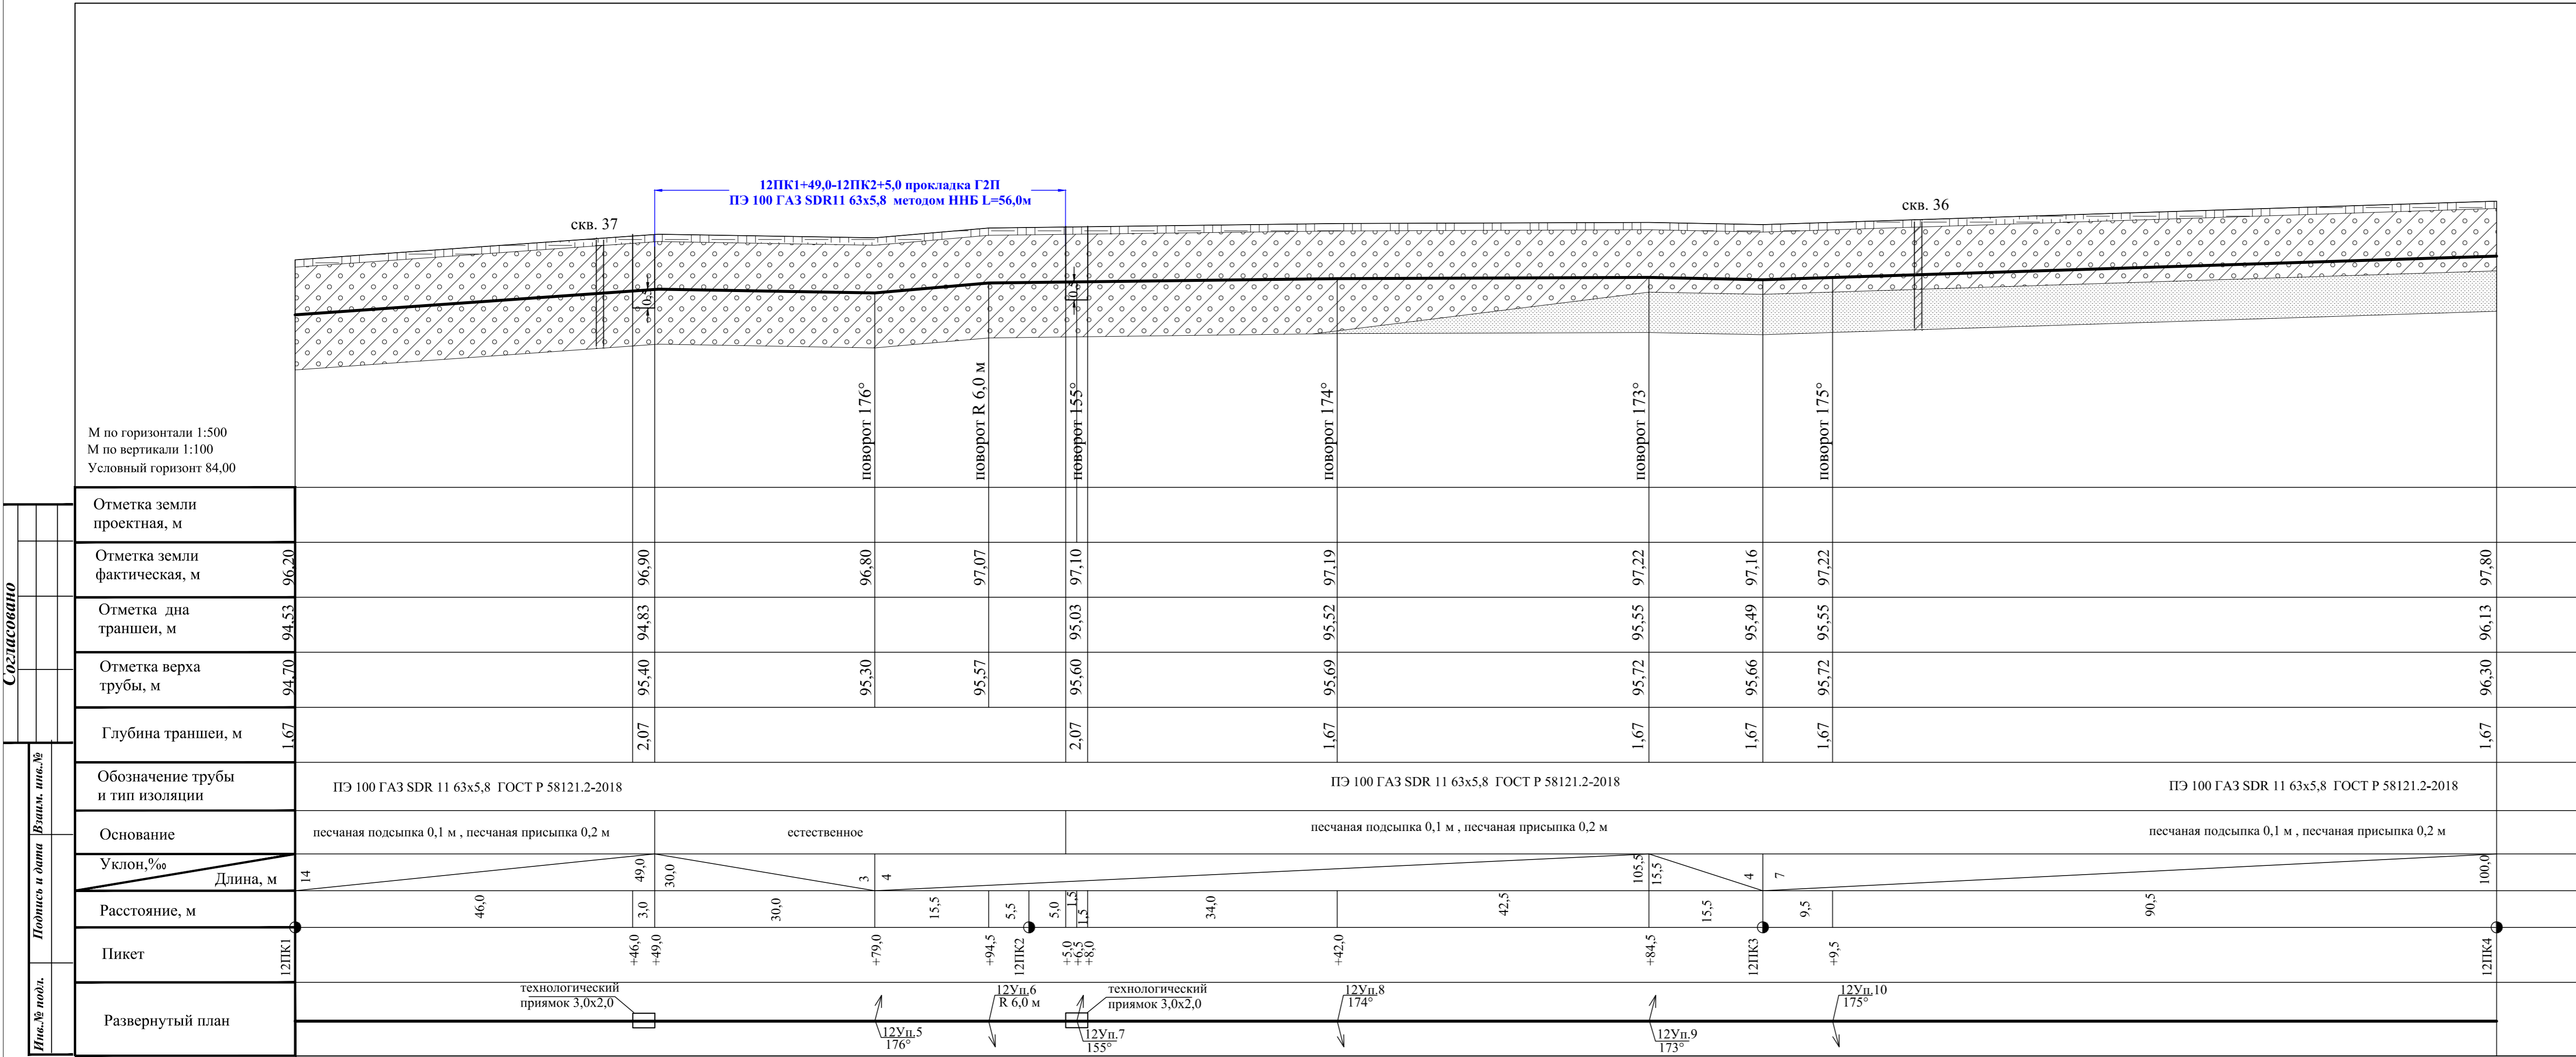 12ПК1+49,0-12ПК2+5,0 прокладка Г2П
ПЭ 100 ГАЗ SDR11 63х5,8 методом ННБ L=56,0м
скв. 37
скв. 36
0,5
0,5
поворот 176°
поворот R 6,0 м
поворот 155°
поворот 174°
поворот 173°
поворот 175°
М по горизонтали 1:500
М по вертикали 1:100
Условный горизонт 84,00
Отметка земли
проектная, м
Отметка земли
фактическая, м
96,20
96,90
96,80
97,07
97,10
97,19
97,22
97,16
97,22
97,80
Отметка дна
траншеи, м
94,53
94,83
95,03
95,52
95,55
95,49
95,55
96,13
Отметка верха
трубы, м
94,70
95,40
95,30
95,57
95,60
95,69
95,72
95,66
95,72
96,30
Глубина траншеи, м
1,67
2,07
2,07
1,67
1,67
1,67
1,67
1,67
Обозначение трубы
и тип изоляции
ПЭ 100 ГАЗ SDR 11 63х5,8 ГОСТ Р 58121.2-2018
ПЭ 100 ГАЗ SDR 11 63х5,8 ГОСТ Р 58121.2-2018
ПЭ 100 ГАЗ SDR 11 63х5,8 ГОСТ Р 58121.2-2018
Основание
песчаная подсыпка 0,1 м , песчаная присыпка 0,2 м
естественное
песчаная подсыпка 0,1 м , песчаная присыпка 0,2 м
песчаная подсыпка 0,1 м , песчаная присыпка 0,2 м
Уклон,‰
Длина, м
14
49,0
30,0
3
4
105,5
15,5
4
7
100,0
Расстояние, м
46,0
3,0
30,0
15,5
5,5
5,0
1,5
1,5
34,0
42,5
15,5
9,5
90,5
Пикет
12ПК1
+46,0
+49,0
+79,0
+94,5
12ПК2
+5,0
+6,5
+8,0
+42,0
+84,5
12ПК3
+9,5
12ПК4
Развернутый план
технологический
приямок 3,0х2,0
12Уп.5
176°
12Уп.6
R 6,0 м
12Уп.7
155°
технологический
приямок 3,0х2,0
12Уп.8
174°
12Уп.9
173°
12Уп.10
175°
Согласовано
Взаим. инв.№
Подпись и дата
Инв.№ подл.